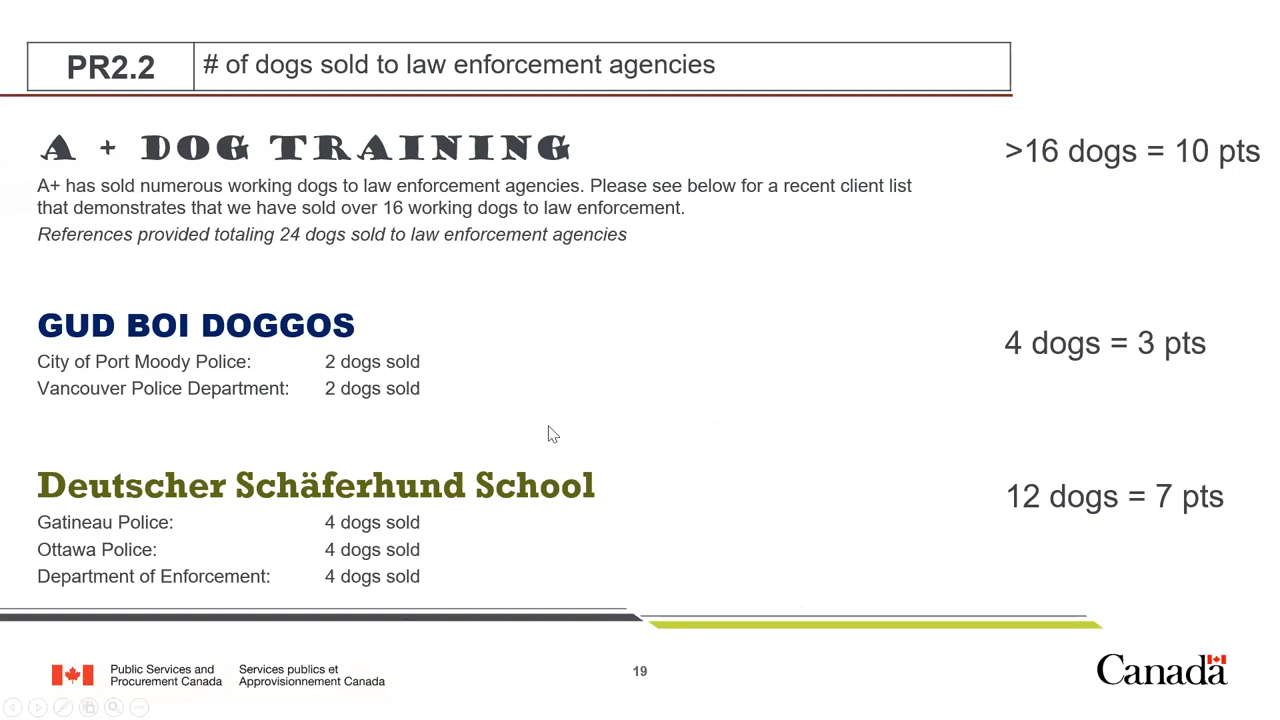 PR2.2
# of dogs sold to law enforcement agencies
A + DOG TRAINING
>16 dogs = 10 pts
A+ has sold numerous working dogs to law enforcement agencies. Please see below for a recent client list
that demonstrates that we have sold over 16 working dogs to law enforcement.
References provided totaling 24 dogs sold to law enforcement agencies
GUD BOI DOGGOS
4 dogs = 3 pts
City of Port Moody Police: 2 dogs sold
Vancouver Police Department: 2 dogs sold
Deutscher Schäferhund School
12 dogs = 7 pts
Gatineau Police: 4 dogs sold
Ottawa Police: 4 dogs sold
Department of Enforcement: 4 dogs sold
Public Services and
Procurement Canada
Services publics et
Approvisionnement Canada
19
Canada